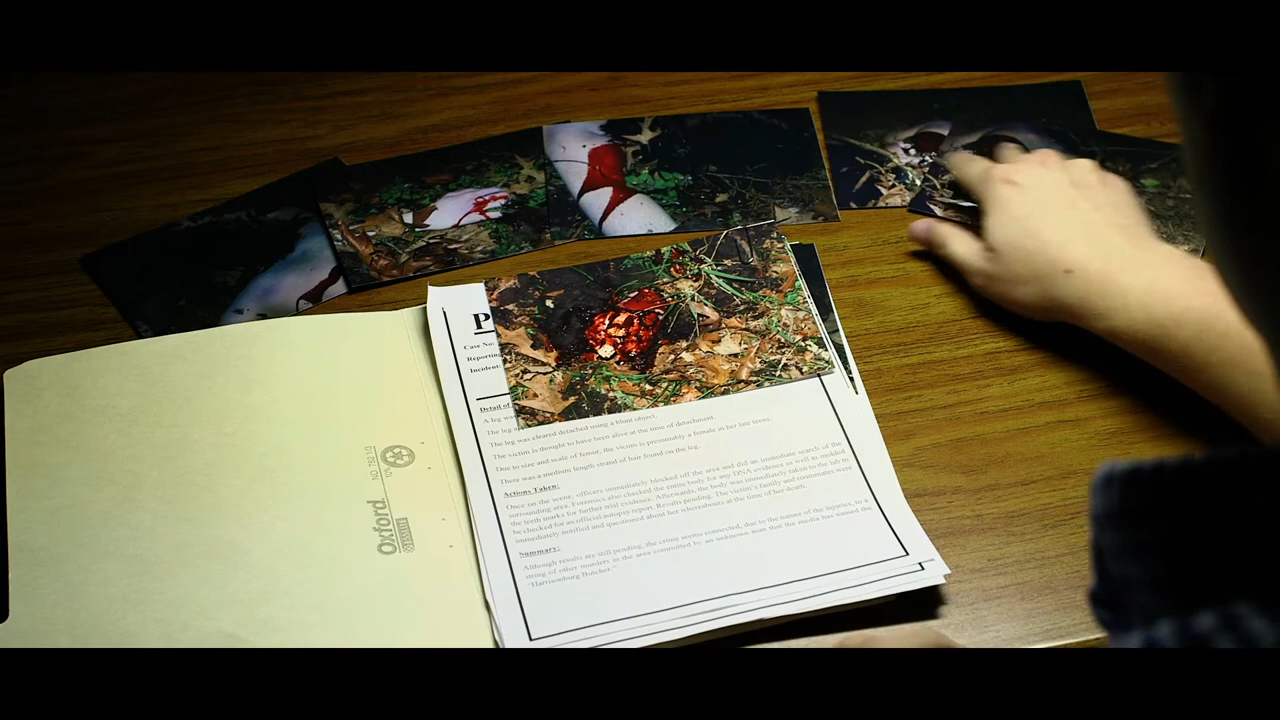 Oxford.
ESSELTE
NO. 752 1/3
10%
P
Case No:
Reporting
Incident:
Detail of
A leg was
The leg
The leg was cleared detached using a blunt object.
The victim is thought to have been alive at the time of detachment.
Due to size and scale of femur, the victim is presumably a female in her late teens.
There was a medium length strand of hair found on the leg.
Actions Taken:
Once on the scene, officers immediately blocked off the area and did an immediate search of the
surrounding area. Forensics also checked the entire body for any DNA evidence as well as molded
the teeth marks for further trial evidence. Afterwards, the body was immediately taken to the lab to
be checked for an official autopsy report. Results pending. The victim's family and roommates were
immediately notified and questioned about her whereabouts at the time of her death.
Summary:
Although results are still pending, the crime seems connected, due to the nature of the injuries, to a
string of other murders in the area committed by an unknown man that the media has named the
"Harrisonburg Butcher."